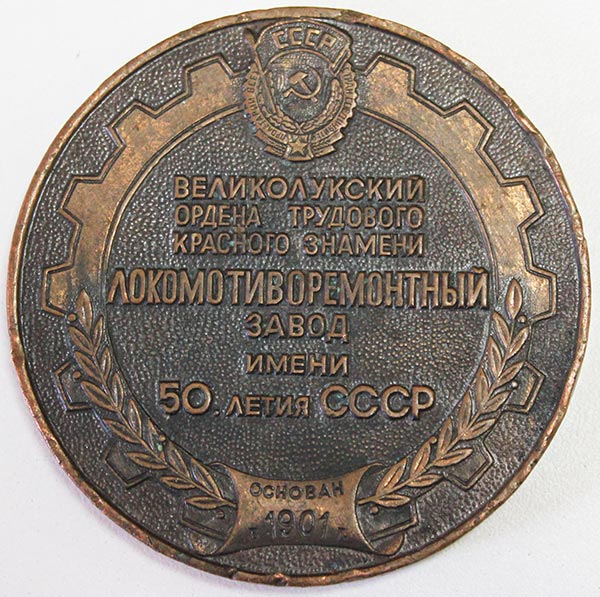 СССР
ВЕЛИКОЛУКСКИЙ
ОРДЕНА ТРУДОВОГО
КРАСНОГО ЗНАМЕНИ
ЛОКОМОТИВОРЕМОНТНЫЙ
ЗАВОД
ИМЕНИ
50-ЛЕТИЯ СССР
ОСНОВАН
1901 г.